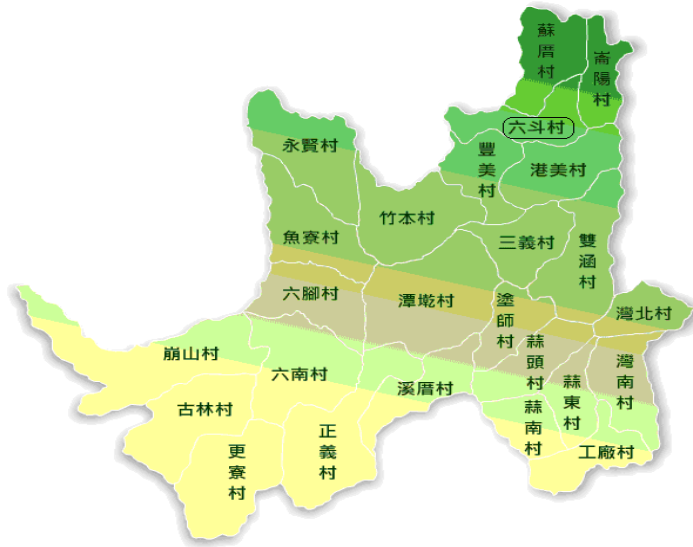 蘇厝村
崙陽村
六斗村
永賢村
豐美村
港美村
竹本村
魚寮村
三義村
雙涵村
六腳村
潭墘村
塗師村
灣北村
崩山村
六南村
溪厝村
蒜頭村
蒜東村
灣南村
古林村
正義村
更寮村
蒜南村
工廠村